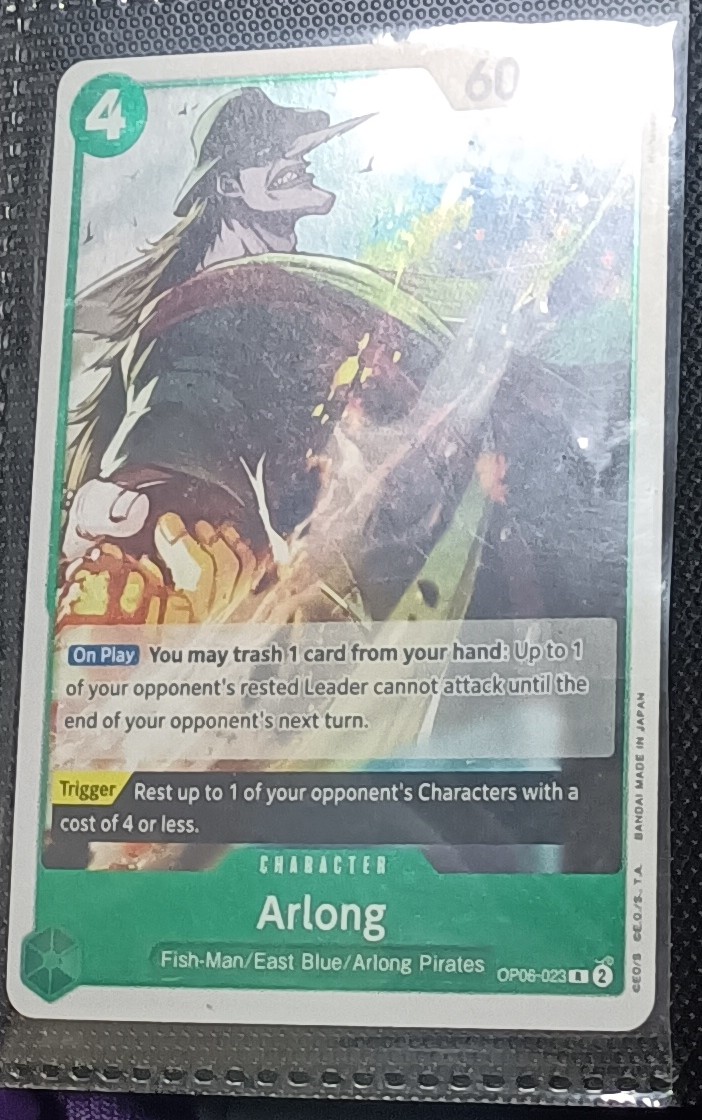 4
60
On Play You may trash 1 card from your hand: Up to 1
of your opponent's rested Leader cannot attack until the
end of your opponent's next turn.
Trigger Rest up to 1 of your opponent's Characters with a
cost of 4 or less.
CHARACTER
Arlong
Fish-Man/East Blue/Arlong Pirates
OP06-023 R 2
©E.O/S ©E.O./S., T.A. BANDAI MADE IN JAPAN